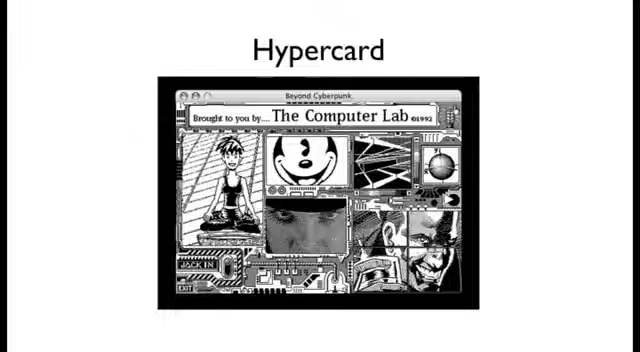 Hypercard
Beyond Cyberpunk
Brought to you by.... The Computer Lab ©1992
JACK IN
EXIT